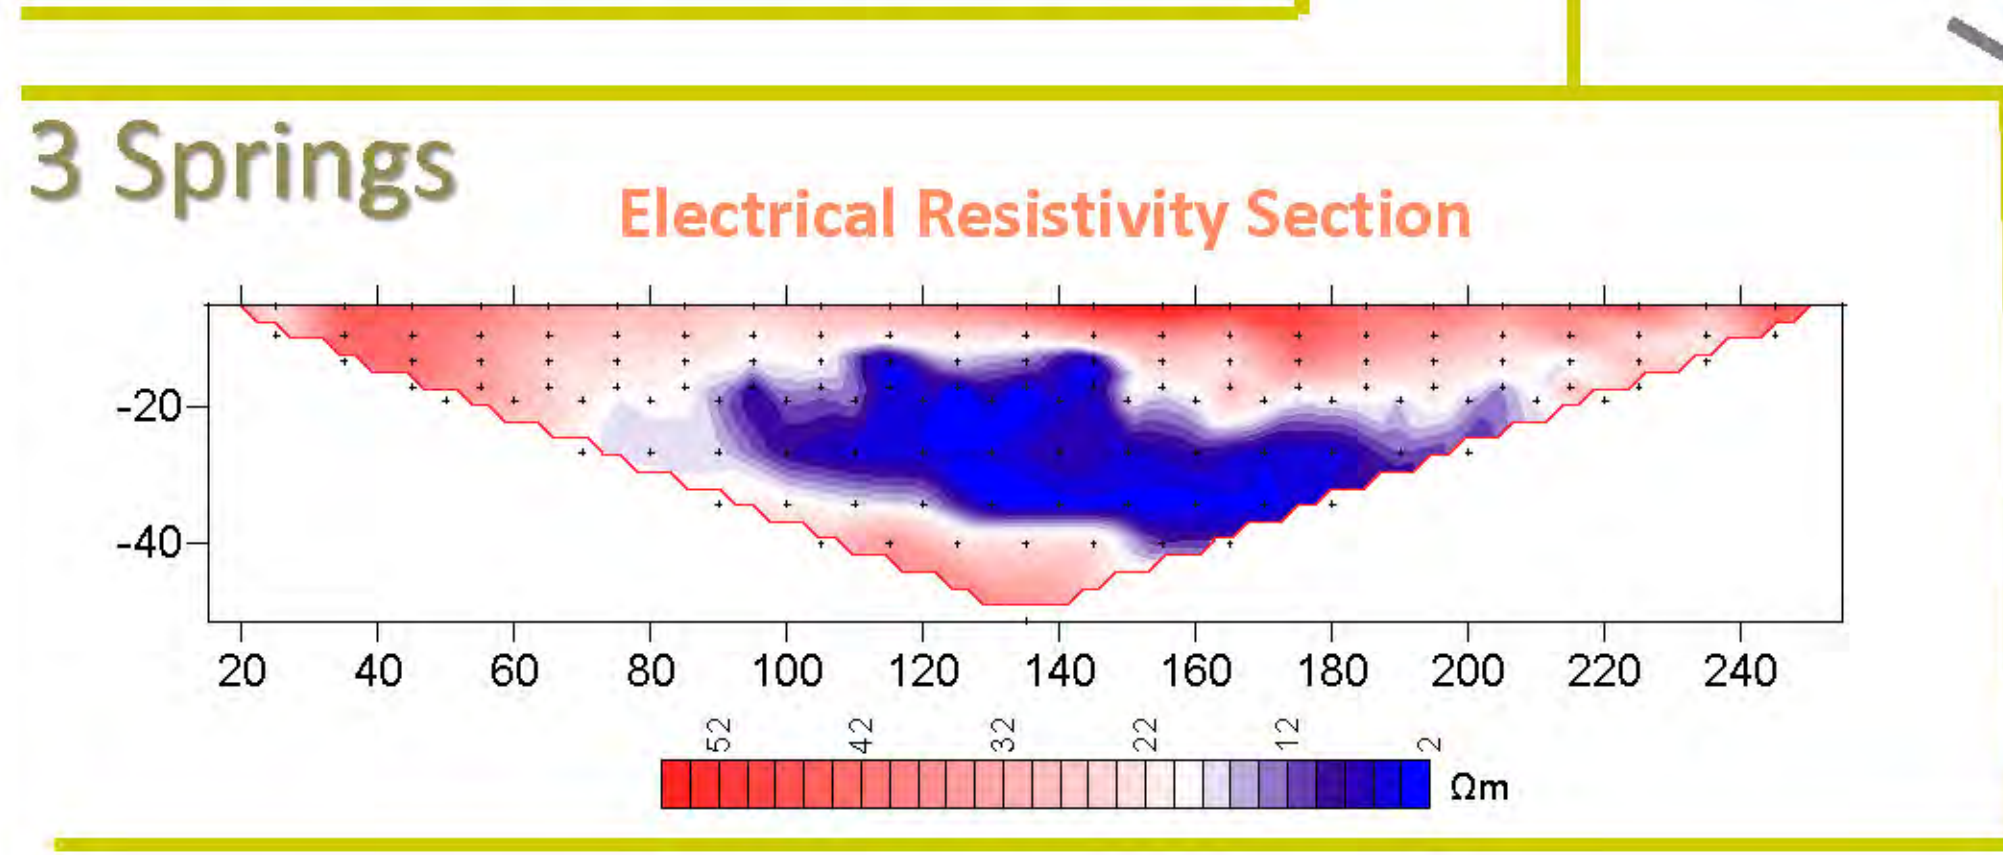 3 Springs
Electrical Resistivity Section
-20
-40
20 40 60 80 100 120 140 160 180 200 220 240
52 42 32 22 12 2
Ωm